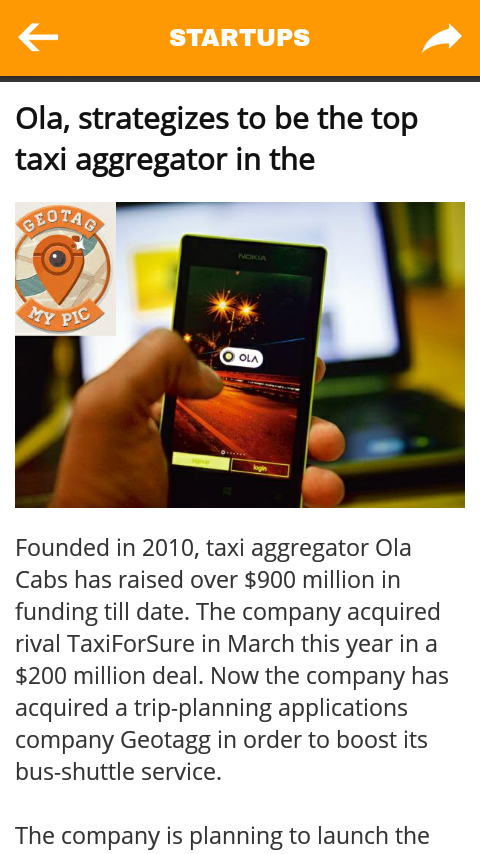 STARTUPS
Ola, strategizes to be the top
taxi aggregator in the
GEOTAG
MY PIC
NOKIA
OLA
login
Founded in 2010, taxi aggregator Ola
Cabs has raised over $900 million in
funding till date. The company acquired
rival TaxiForSure in March this year in a
$200 million deal. Now the company has
acquired a trip-planning applications
company Geotagg in order to boost its
bus-shuttle service.
The company is planning to launch the